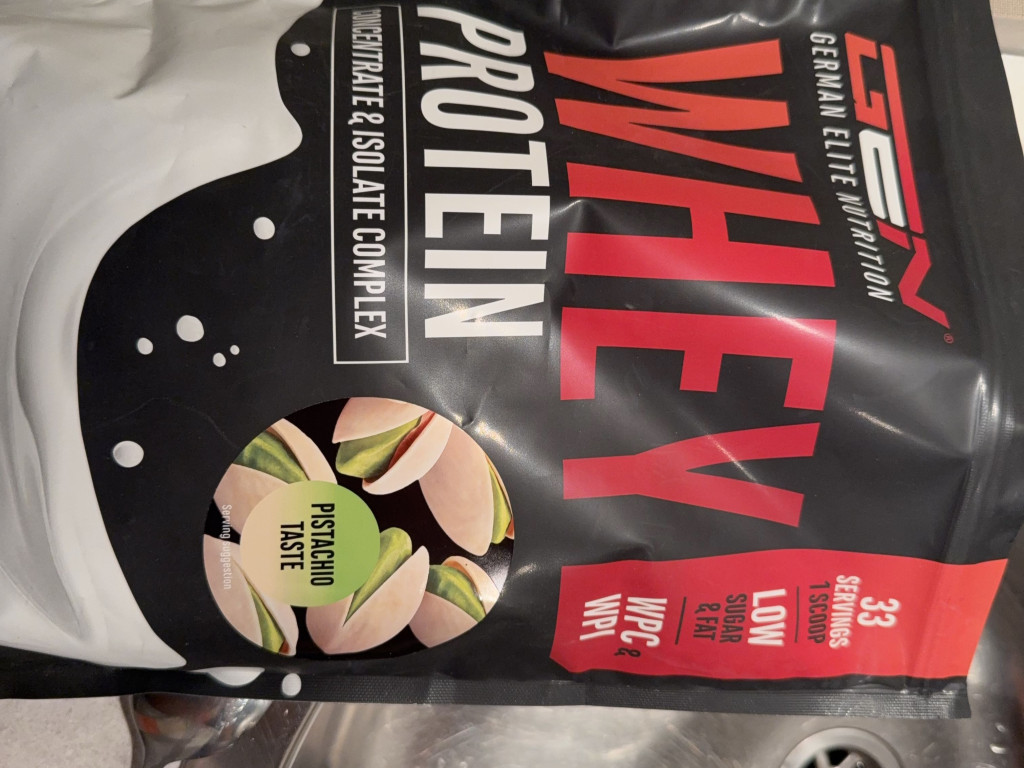 GEN
®
GERMAN ELITE NUTRITION
WHEY
PROTEIN
CONCENTRATE & ISOLATE COMPLEX
33
SERVINGS
1 SCOOP
LOW
SUGAR
& FAT
WPC &
WPI
PISTACHIO
TASTE
Serving suggestion